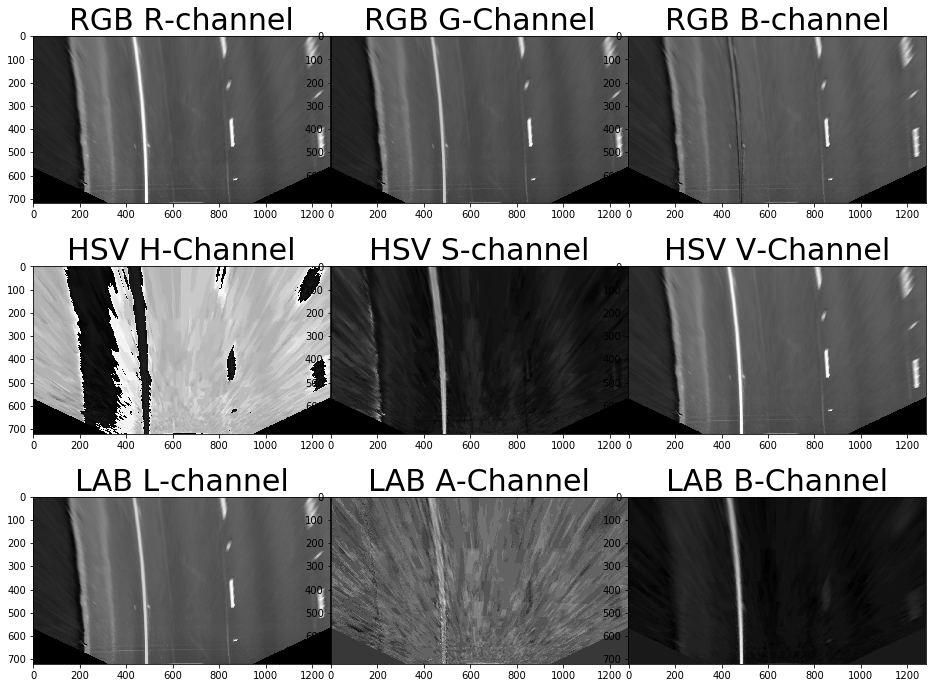 RGB R-channel RGB G-Channel RGB B-channel
0 0 0
100 100 100
200 200 200
300 300 300
400 400 400
500 500 500
600 600
700 700 700
0 200 400 600 800 1000 1200 0 200 400 600 800 1000 1200 0 200 400 600 800 1000 1200
HSV H-Channel HSV S-channel HSV V-Channel
0 0 0
100 100 100
200 200 200
300 300 300
400 400 400
500 500 500
600 600
700 700 700
0 200 400 600 800 1000 1200 0 200 400 600 800 1000 1200 0 200 400 600 800 1000 1200
LAB L-channel LAB A-Channel LAB B-Channel
0 0 0
100 100 100
200 200 200
300 300 300
400 400 400
500 500 500
600 600 600
700 700 700
0 200 400 600 800 1000 1200 0 200 400 600 800 1000 1200 0 200 400 600 800 1000 1200